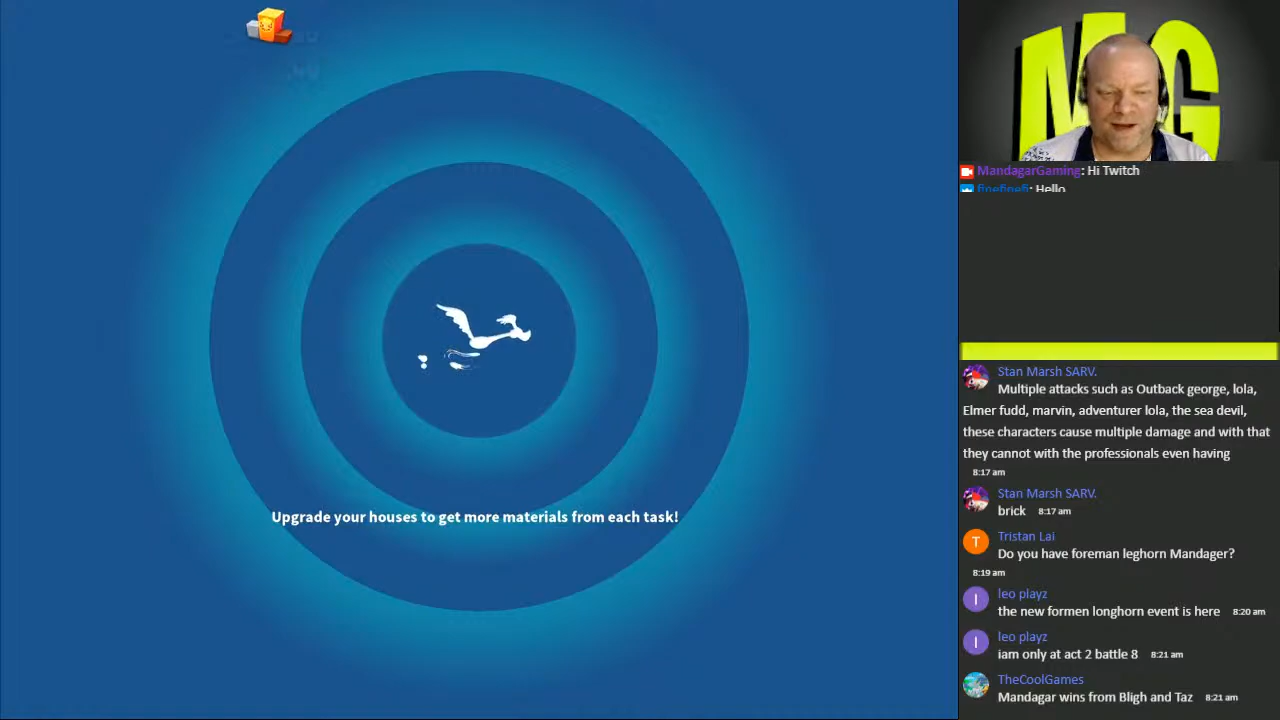 MG
MandagarGaming: Hi Twitch
finefinefi: Hello
Upgrade your houses to get more materials from each task!
Stan Marsh SARV.
Multiple attacks such as Outback george, lola,
Elmer fudd, marvin, adventurer lola, the sea devil,
these characters cause multiple damage and with that
they cannot with the professionals even having
8:17 am
Stan Marsh SARV.
brick 8:17 am
T
Tristan Lai
Do you have foreman leghorn Mandager?
8:19 am
l
leo playz
the new formen longhorn event is here 8:20 am
l
leo playz
iam only at act 2 battle 8 8:21 am
TheCoolGames
Mandagar wins from Bligh and Taz 8:21 am